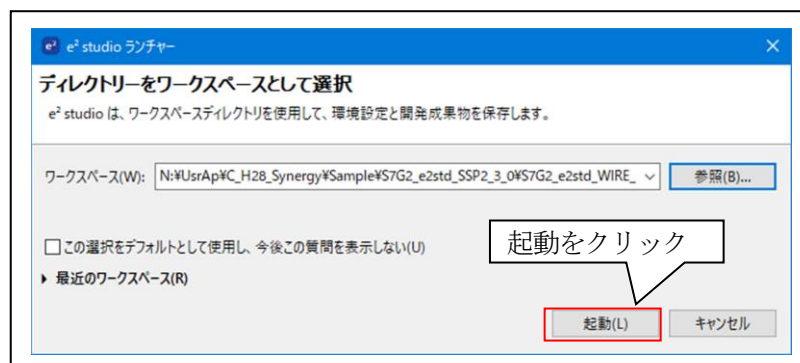 e² e² studio ランチャー
ディレクトリーをワークスペースとして選択
e² studio は、ワークスペースディレクトリを使用して、環境設定と開発成果物を保存します。
ワークスペース(W): N:¥UsrAp¥C_H28_Synergy¥Sample¥S7G2_e2std_SSP2_3_0¥S7G2_e2std_WIRE_ 参照(B)...
この選択をデフォルトとして使用し、今後この質問を表示しない(U)
起動をクリック
最近のワークスペース(R)
起動(L) キャンセル